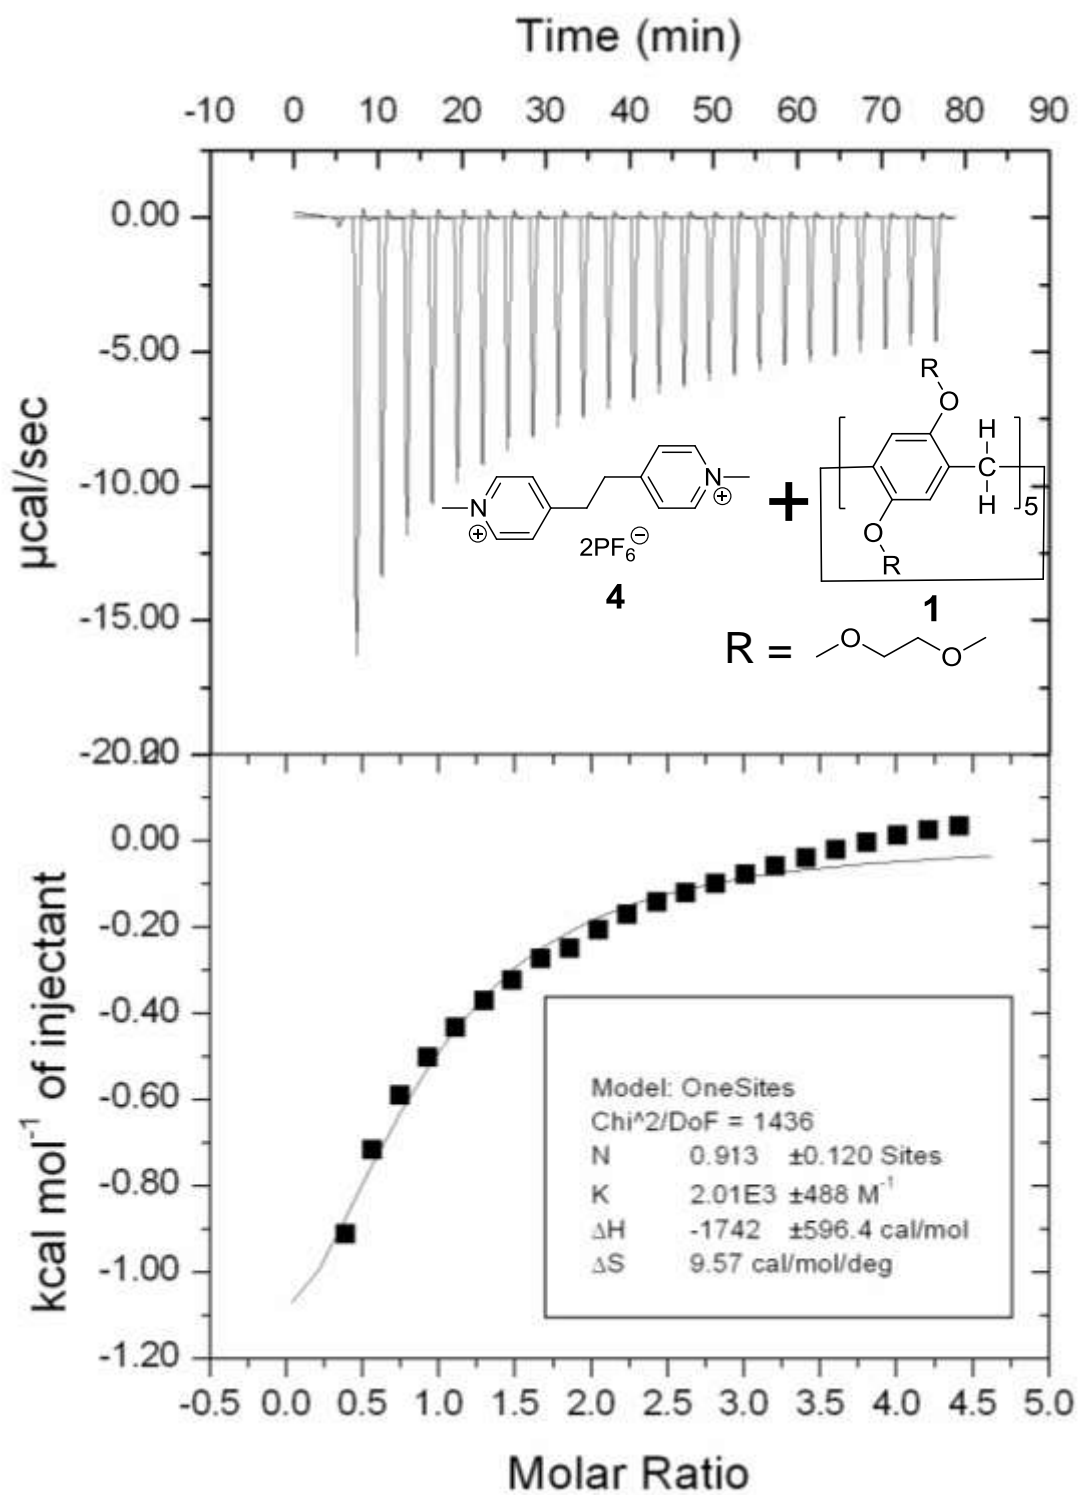 Time (min)
-10 0 10 20 30 40 50 60 70 80 90
0.00
-5.00
-10.00
-15.00
-20.00
µcal/sec
N
⊕
N
⊕
2PF6⊖
4
+
R
O
H
C
H
5
O
R
1
R =
O
O
0.00
-0.20
-0.40
-0.60
-0.80
-1.00
-1.20
kcal mol-1 of injectant
Model: OneSites
Chi^2/DoF = 1436
N 0.913 ±0.120 Sites
K 2.01E3 ±488 M-1
ΔH -1742 ±596.4 cal/mol
ΔS 9.57 cal/mol/deg
-0.5 0.0 0.5 1.0 1.5 2.0 2.5 3.0 3.5 4.0 4.5 5.0
Molar Ratio